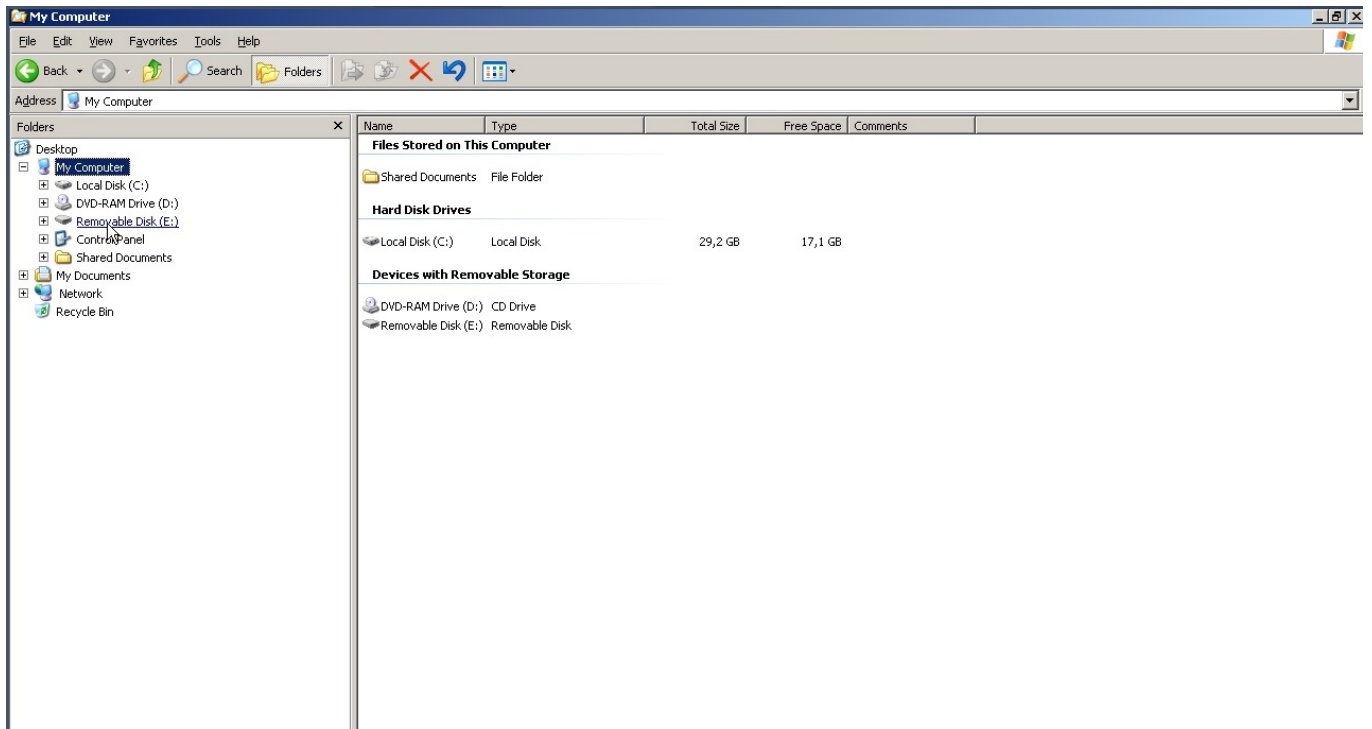 My Computer
File Edit View Favorites Tools Help
Back Search Folders
Address My Computer
Folders
Desktop
My Computer
Local Disk (C:)
DVD-RAM Drive (D:)
Removable Disk (E:)
Control Panel
Shared Documents
My Documents
Network
Recycle Bin
Name Type Total Size Free Space Comments
Files Stored on This Computer
Shared Documents File Folder
Hard Disk Drives
Local Disk (C:) Local Disk 29,2 GB 17,1 GB
Devices with Removable Storage
DVD-RAM Drive (D:) CD Drive
Removable Disk (E:) Removable Disk